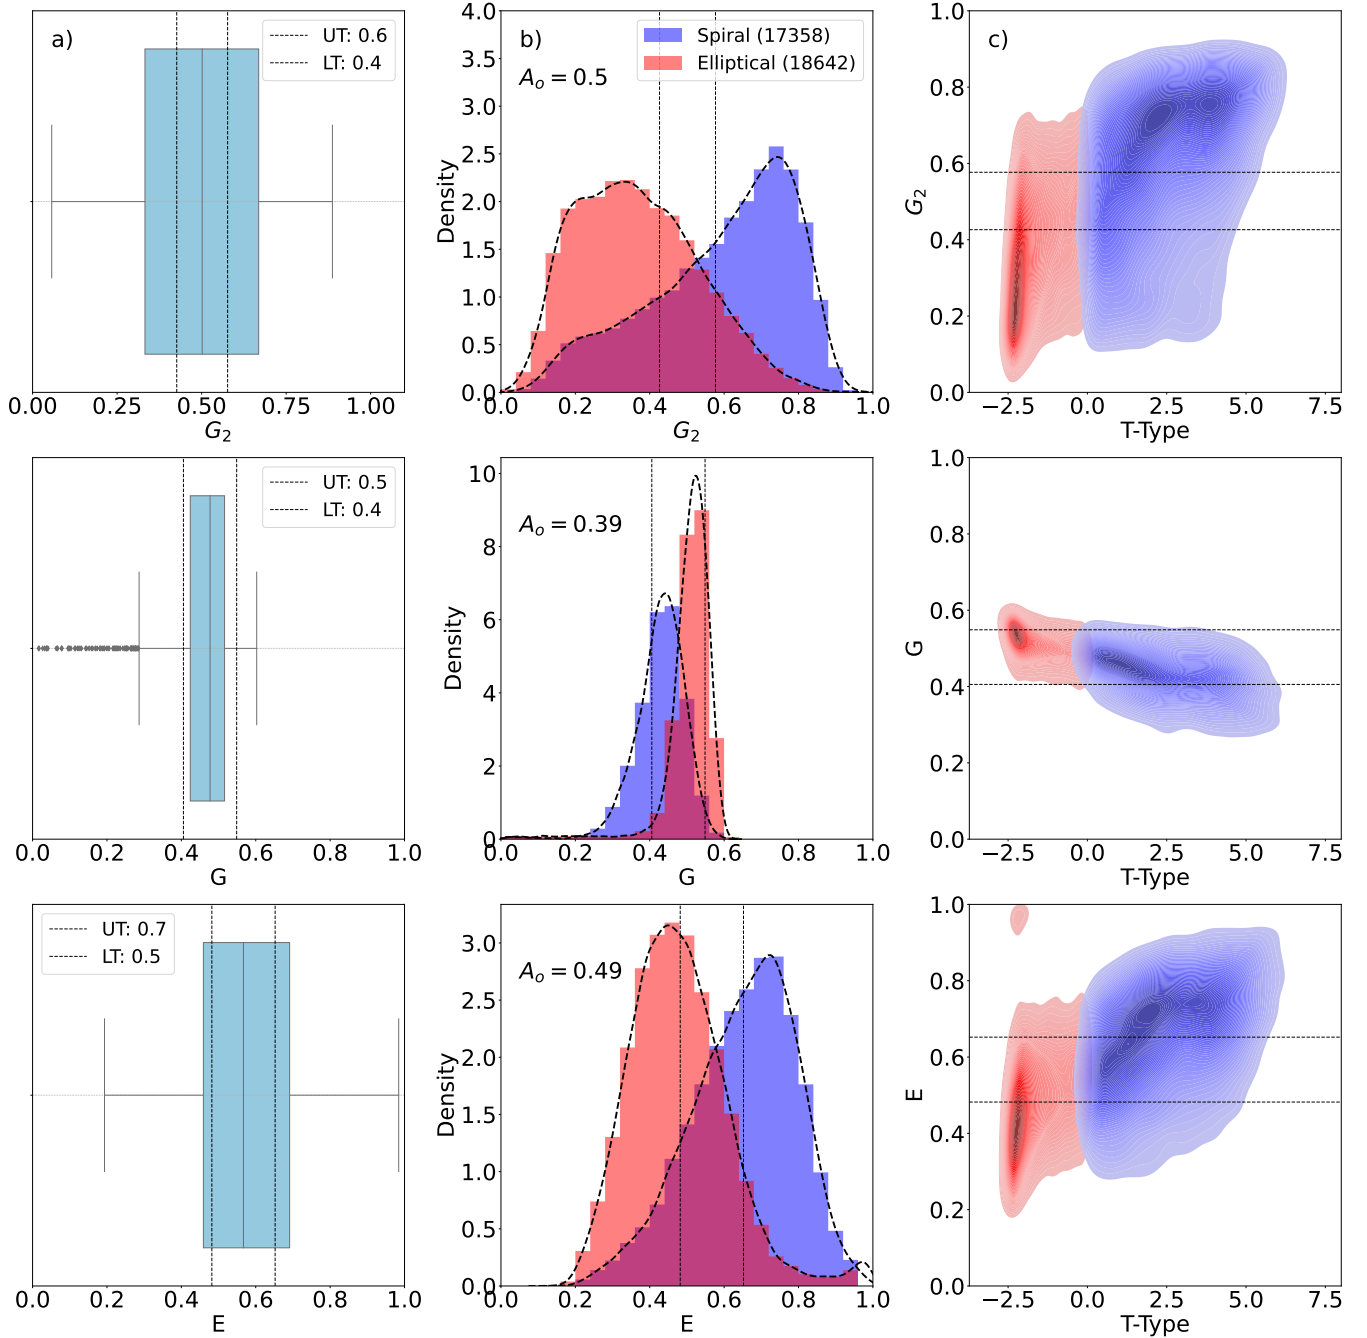 a)
UT: 0.6
LT: 0.4
0.00 0.25 0.50 0.75 1.00
G2
b)
Spiral (17358)
Elliptical (18642)
Ao = 0.5
Density
4.0
3.5
3.0
2.5
2.0
1.5
1.0
0.5
0.0
0.0 0.2 0.4 0.6 0.8 1.0
G2
c)
G2
1.0
0.8
0.6
0.4
0.2
0.0
−2.5 0.0 2.5 5.0 7.5
T-Type
UT: 0.5
LT: 0.4
0.0 0.2 0.4 0.6 0.8 1.0
G
Ao = 0.39
Density
10
8
6
4
2
0
0.0 0.2 0.4 0.6 0.8 1.0
G
G
1.0
0.8
0.6
0.4
0.2
0.0
−2.5 0.0 2.5 5.0 7.5
T-Type
UT: 0.7
LT: 0.5
0.0 0.2 0.4 0.6 0.8 1.0
E
Ao = 0.49
Density
3.0
2.5
2.0
1.5
1.0
0.5
0.0
0.0 0.2 0.4 0.6 0.8 1.0
E
E
1.0
0.8
0.6
0.4
0.2
0.0
−2.5 0.0 2.5 5.0 7.5
T-Type